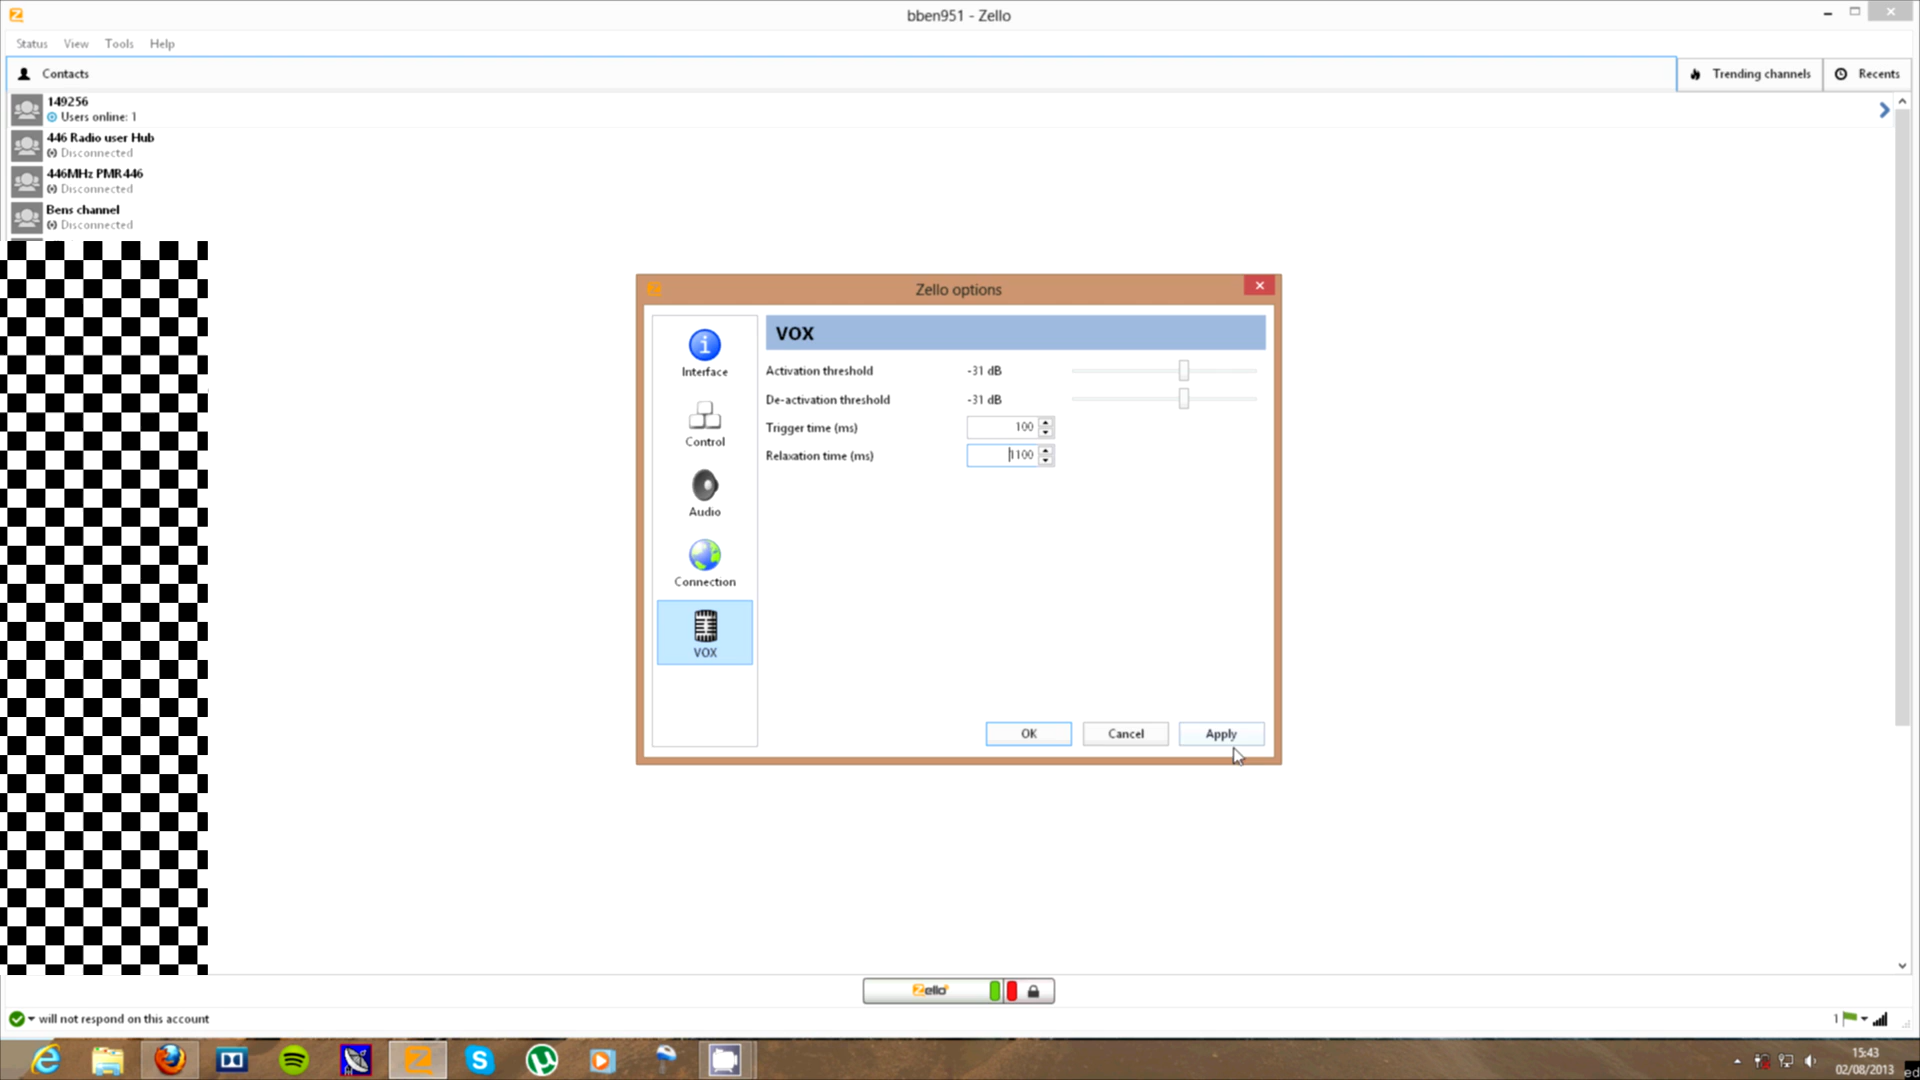 bben951 - Zello
Status View Tools Help
Contacts
Trending channels
Recents
149256
Users online: 1
446 Radio user Hub
Disconnected
446MHz PMR446
Disconnected
Bens channel
Disconnected
Zello options
Interface
Control
Audio
Connection
VOX
VOX
Activation threshold -31 dB
De-activation threshold -31 dB
Trigger time (ms) 100
Relaxation time (ms) 1100
OK Cancel Apply
Zello
will not respond on this account
1
15:43
02/08/2013
ed